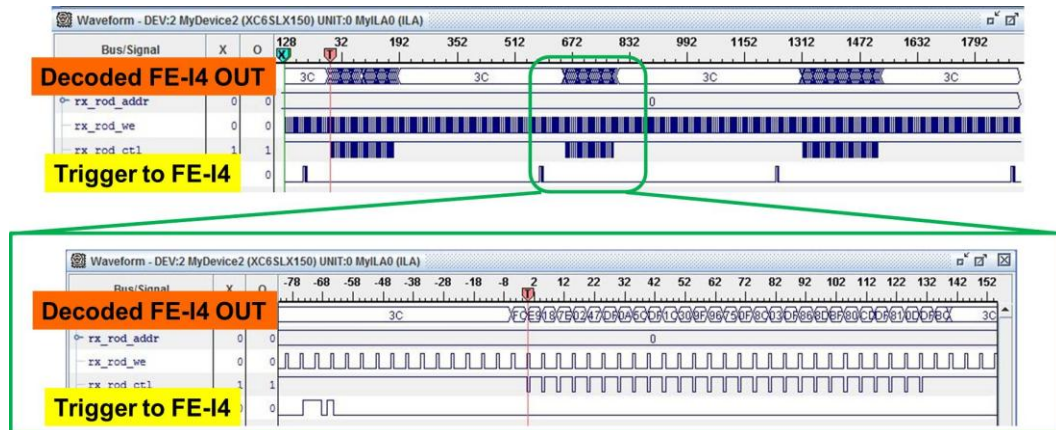 Waveform - DEV:2 MyDevice2 (XC6SLX150) UNIT:0 MyILA0 (ILA)
Bus/Signal X O 128 32 192 352 512 672 832 992 1152 1312 1472 1632 1792
X T
Decoded FE-I4 OUT 3C 3C 3C 3C
rx_rod_addr 0 0 0
rx_rod_we 0 0
rx_rod_ctl 1 1
Trigger to FE-I4 0
Waveform - DEV:2 MyDevice2 (XC6SLX150) UNIT:0 MyILA0 (ILA)
Bus/Signal X O -78 -68 -58 -48 -38 -28 -18 -8 2 12 22 32 42 52 62 72 82 92 102 112 122 132 142 152
T
Decoded FE-I4 OUT 3C 3C
rx_rod_addr 0 0 0
rx_rod_we 0 0
rx_rod_ctl 1 1
Trigger to FE-I4 0